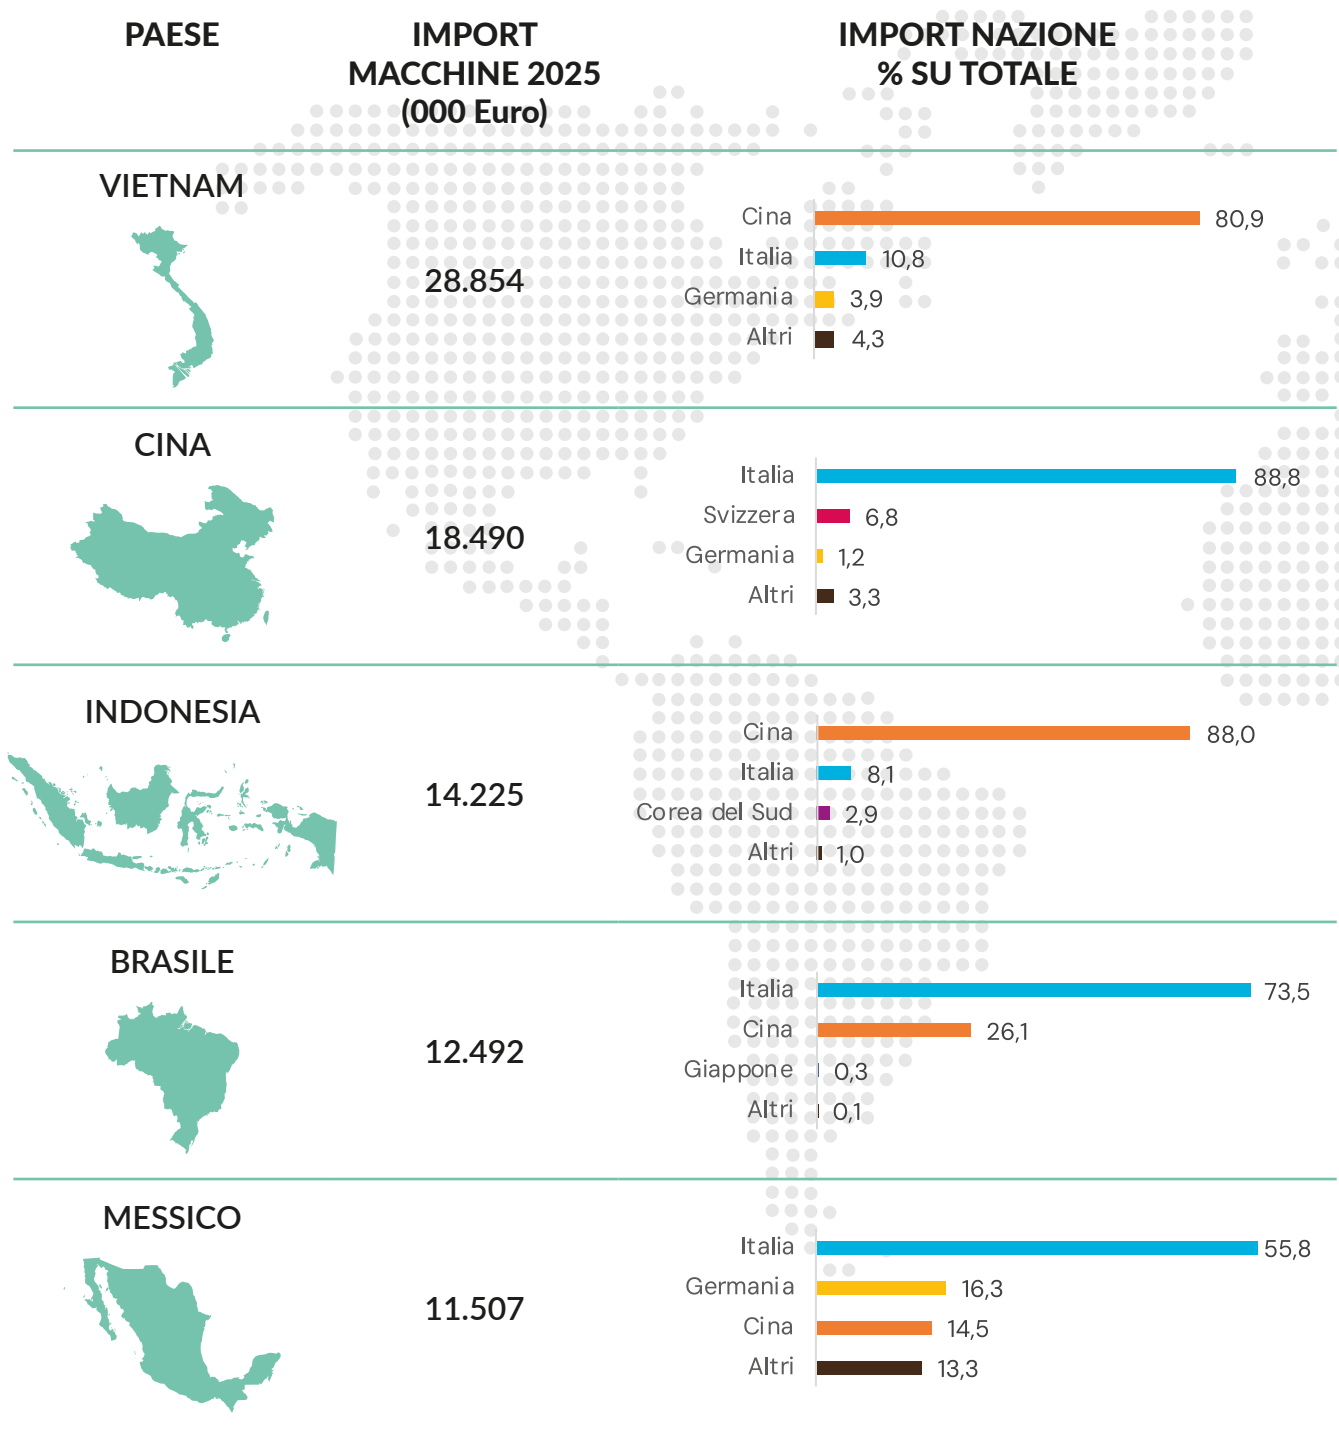 PAESE
IMPORT
MACCHINE 2025
(000 Euro)
IMPORT NAZIONE
% SU TOTALE
VIETNAM
28.854
Cina 80,9
Italia 10,8
Germania 3,9
Altri 4,3
CINA
18.490
Italia 88,8
Svizzera 6,8
Germania 1,2
Altri 3,3
INDONESIA
14.225
Cina 88,0
Italia 8,1
Corea del Sud 2,9
Altri 1,0
BRASILE
12.492
Italia 73,5
Cina 26,1
Giappone 0,3
Altri 0,1
MESSICO
11.507
Italia 55,8
Germania 16,3
Cina 14,5
Altri 13,3